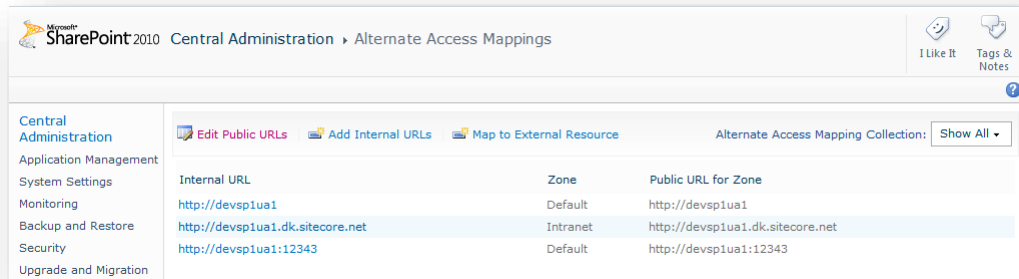 Microsoft®
SharePoint 2010 Central Administration ▸ Alternate Access Mappings
I Like It
Tags & Notes
Central Administration
Application Management
System Settings
Monitoring
Backup and Restore
Security
Upgrade and Migration
Edit Public URLs Add Internal URLs Map to External Resource Alternate Access Mapping Collection: Show All
Internal URL Zone Public URL for Zone
http://devsp1ua1 Default http://devsp1ua1
http://devsp1ua1.dk.sitecore.net Intranet http://devsp1ua1.dk.sitecore.net
http://devsp1ua1:12343 Default http://devsp1ua1:12343